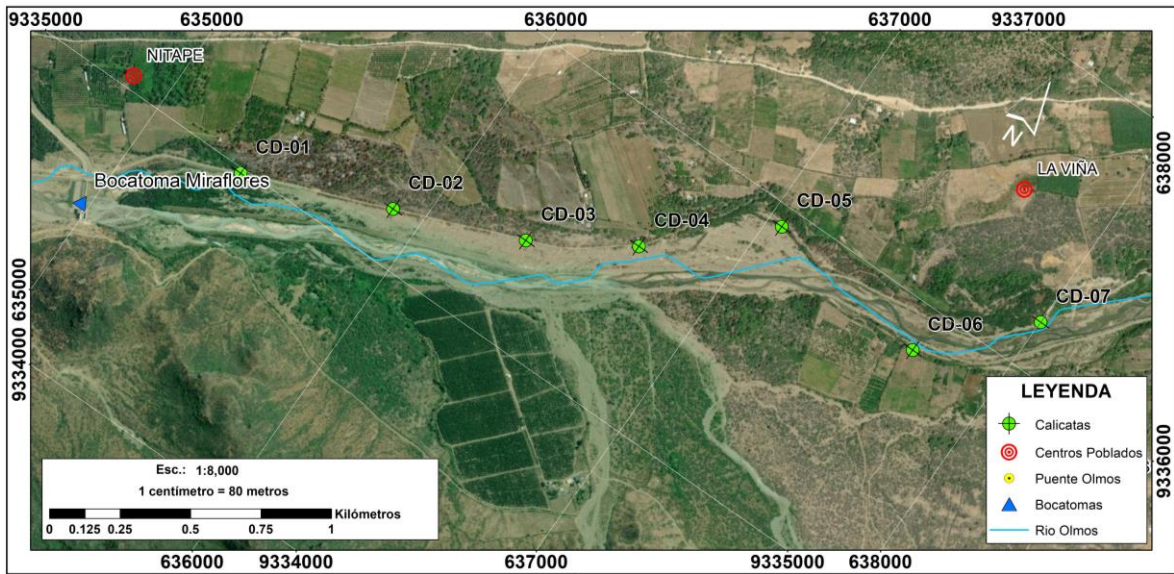 9335000 635000 636000 637000 9337000
NITAPE
N
CD-01
LA VIÑA
638000
Bocatoma Miraflores
CD-02
CD-05
CD-03
CD-04
635000
CD-07
CD-06
9334000
LEYENDA
Calicatas
Centros Poblados
Puente Olmos
Bocatomas
Rio Olmos
9336000
Esc.: 1:8,000
1 centímetro = 80 metros
Kilómetros
0 0.125 0.25 0.5 0.75 1
636000 9334000 637000 9335000 638000